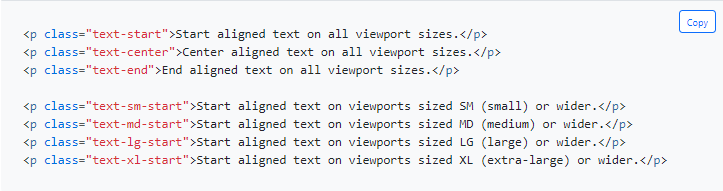 Copy
<p class="text-start">Start aligned text on all viewport sizes.</p>
<p class="text-center">Center aligned text on all viewport sizes.</p>
<p class="text-end">End aligned text on all viewport sizes.</p>
<p class="text-sm-start">Start aligned text on viewports sized SM (small) or wider.</p>
<p class="text-md-start">Start aligned text on viewports sized MD (medium) or wider.</p>
<p class="text-lg-start">Start aligned text on viewports sized LG (large) or wider.</p>
<p class="text-xl-start">Start aligned text on viewports sized XL (extra-large) or wider.</p>